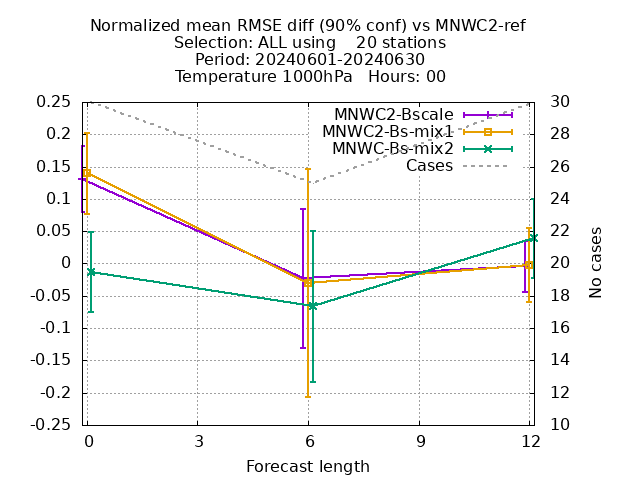 Normalized mean RMSE diff (90% conf) vs MNWC2-ref
Selection: ALL using    20 stations
Period: 20240601-20240630
Temperature 1000hPa   Hours: 00
MNWC2-Bscale
MNWC2-Bs-mix1
MNWC-Bs-mix2
Cases
0.25
0.2
0.15
0.1
0.05
0
-0.05
-0.1
-0.15
-0.2
-0.25
30
28
26
24
22
20
18
16
14
12
10
No cases
0
3
6
9
12
Forecast length